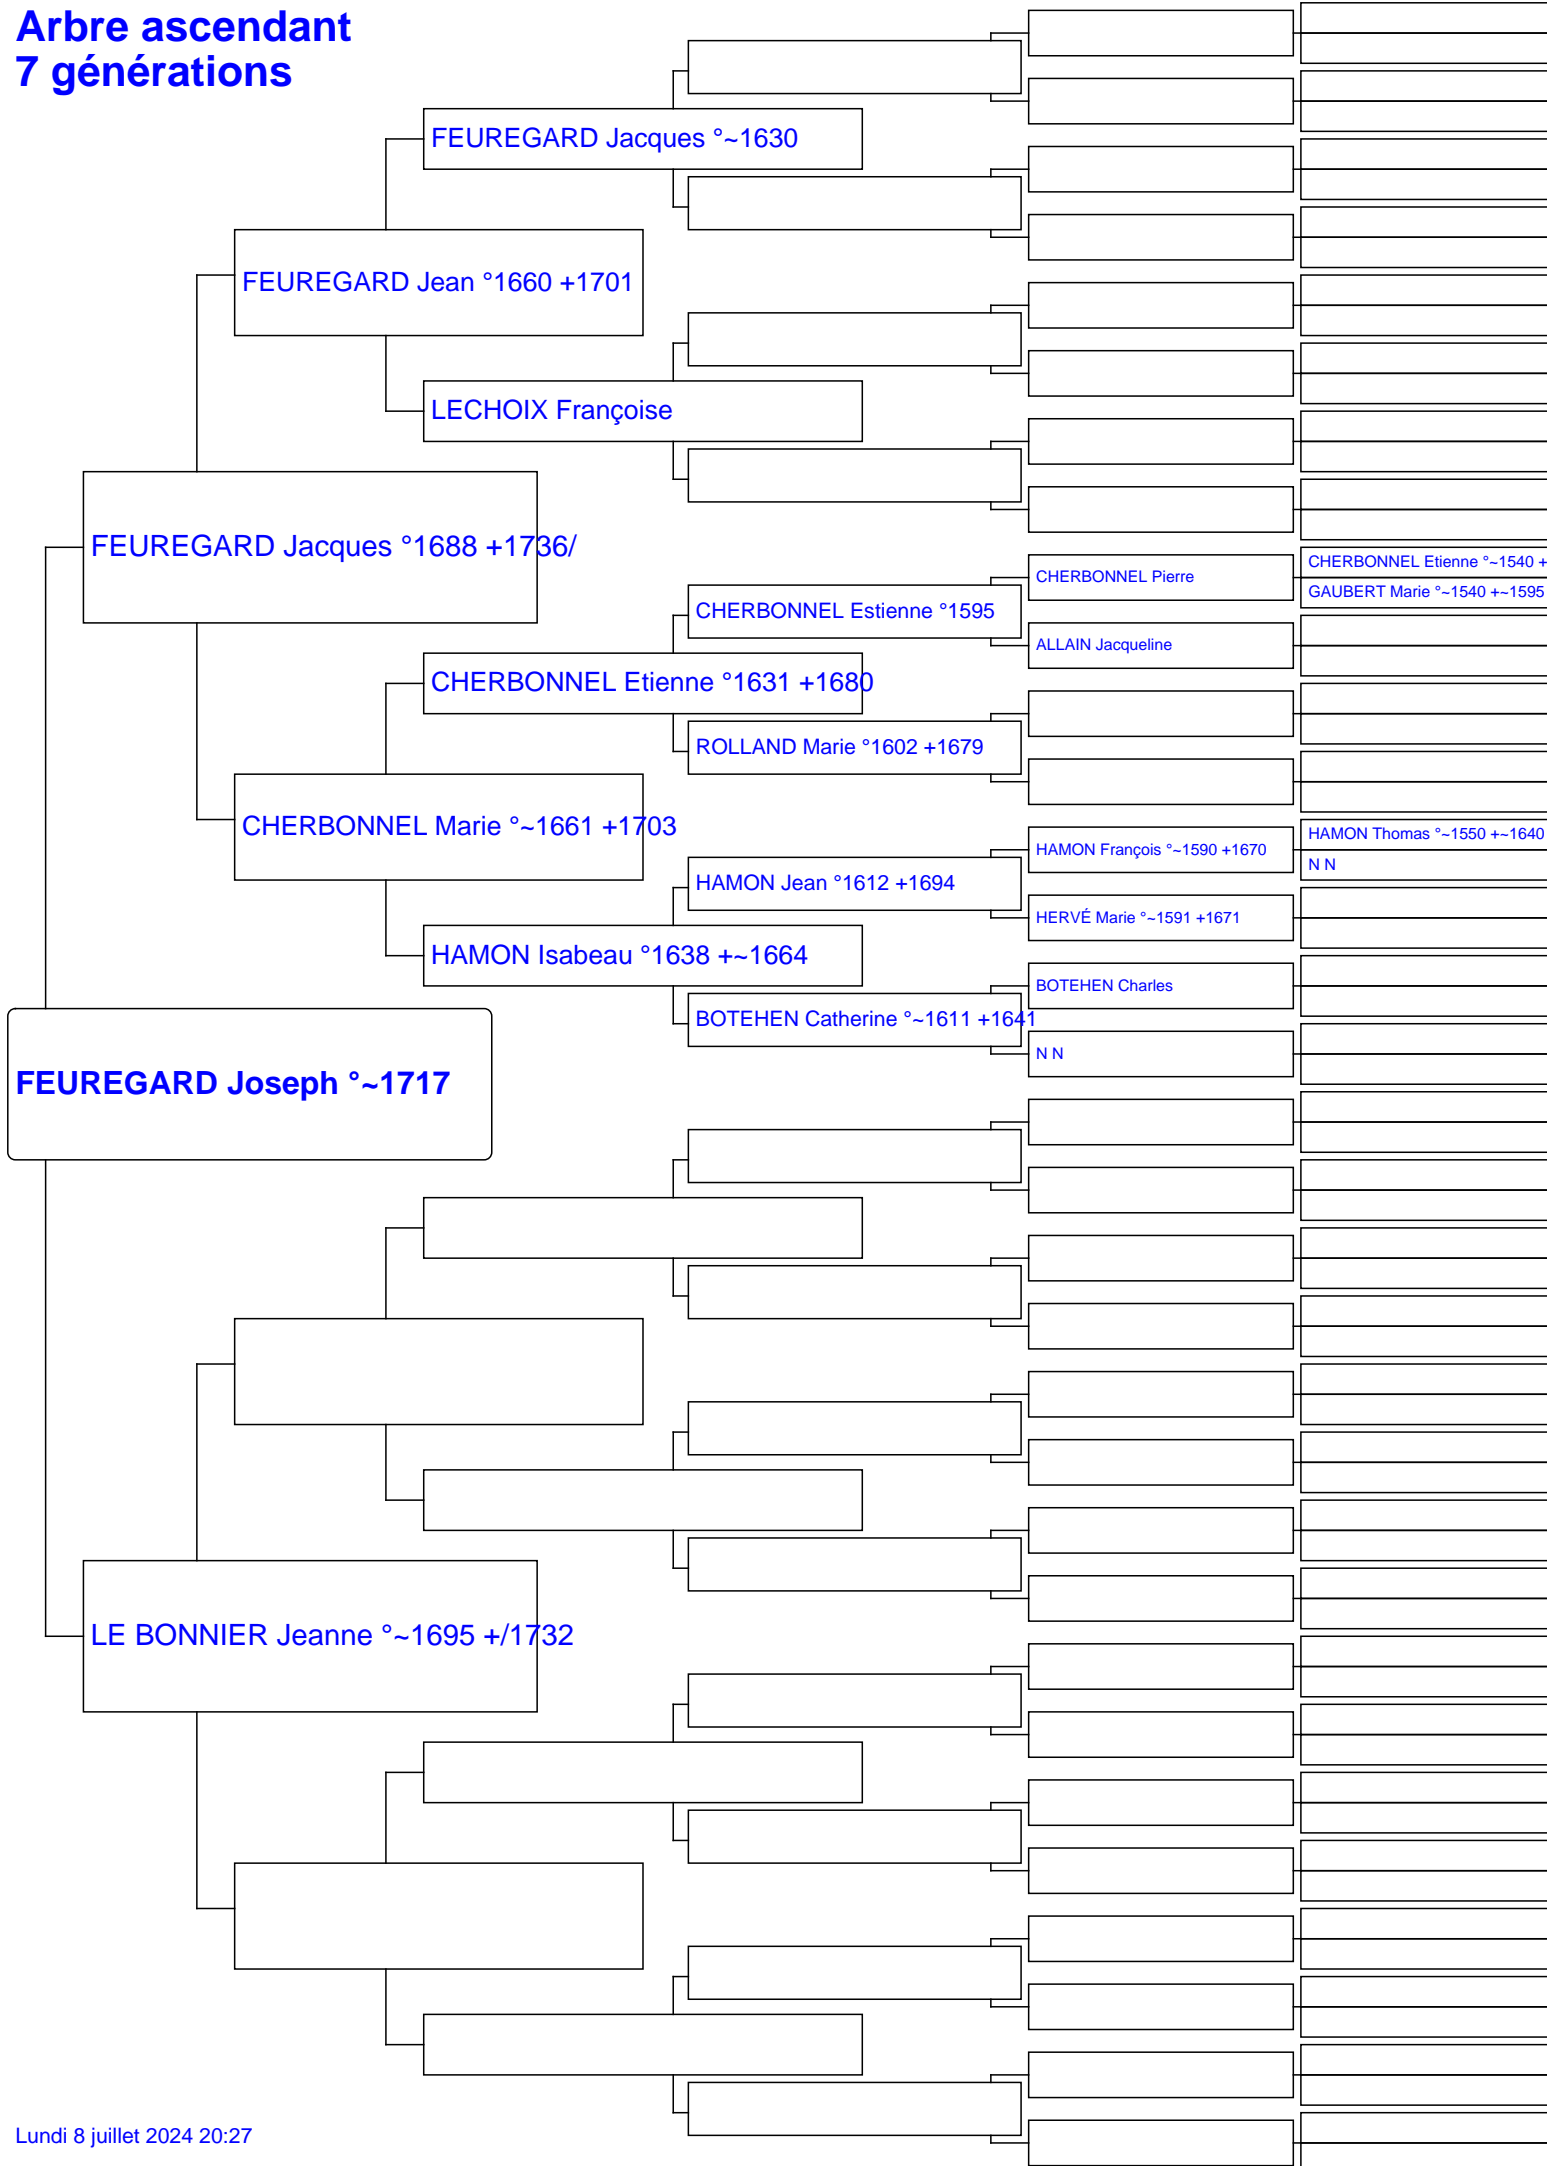 Arbre ascendant
7 générations
FEUREGARD Jacques °~1630
FEUREGARD Jean °1660 +1701
LECHOIX Françoise
FEUREGARD Jacques °1688 +1736/
CHERBONNEL Etienne °~1540 +
CHERBONNEL Pierre
GAUBERT Marie °~1540 +~1595
CHERBONNEL Estienne °1595
ALLAIN Jacqueline
CHERBONNEL Etienne °1631 +1680
ROLLAND Marie °1602 +1679
CHERBONNEL Marie °~1661 +1703
HAMON Thomas °~1550 +~1640
HAMON François °~1590 +1670
N N
HAMON Jean °1612 +1694
HERVÉ Marie °~1591 +1671
HAMON Isabeau °1638 +~1664
BOTEHEN Charles
BOTEHEN Catherine °~1611 +1641
N N
FEUREGARD Joseph °~1717
LE BONNIER Jeanne °~1695 +/1732
Lundi 8 juillet 2024 20:27